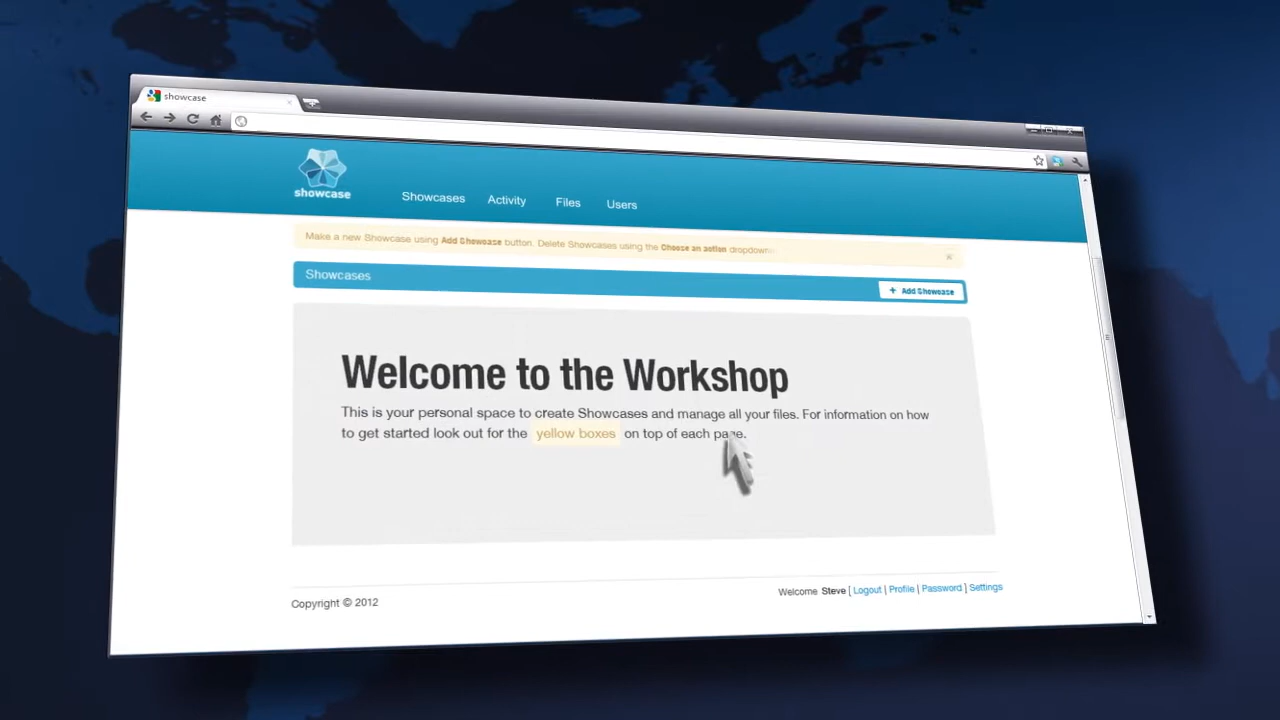 showcase
showcase
Showcases Activity Files Users
Make a new Showcase using Add Showcase button. Delete Showcases using the Choose an action dropdown.
Showcases
+ Add Showcase
Welcome to the Workshop
This is your personal space to create Showcases and manage all your files. For information on how
to get started look out for the yellow boxes on top of each page.
Welcome Steve [ Logout | Profile | Password ] Settings
Copyright © 2012